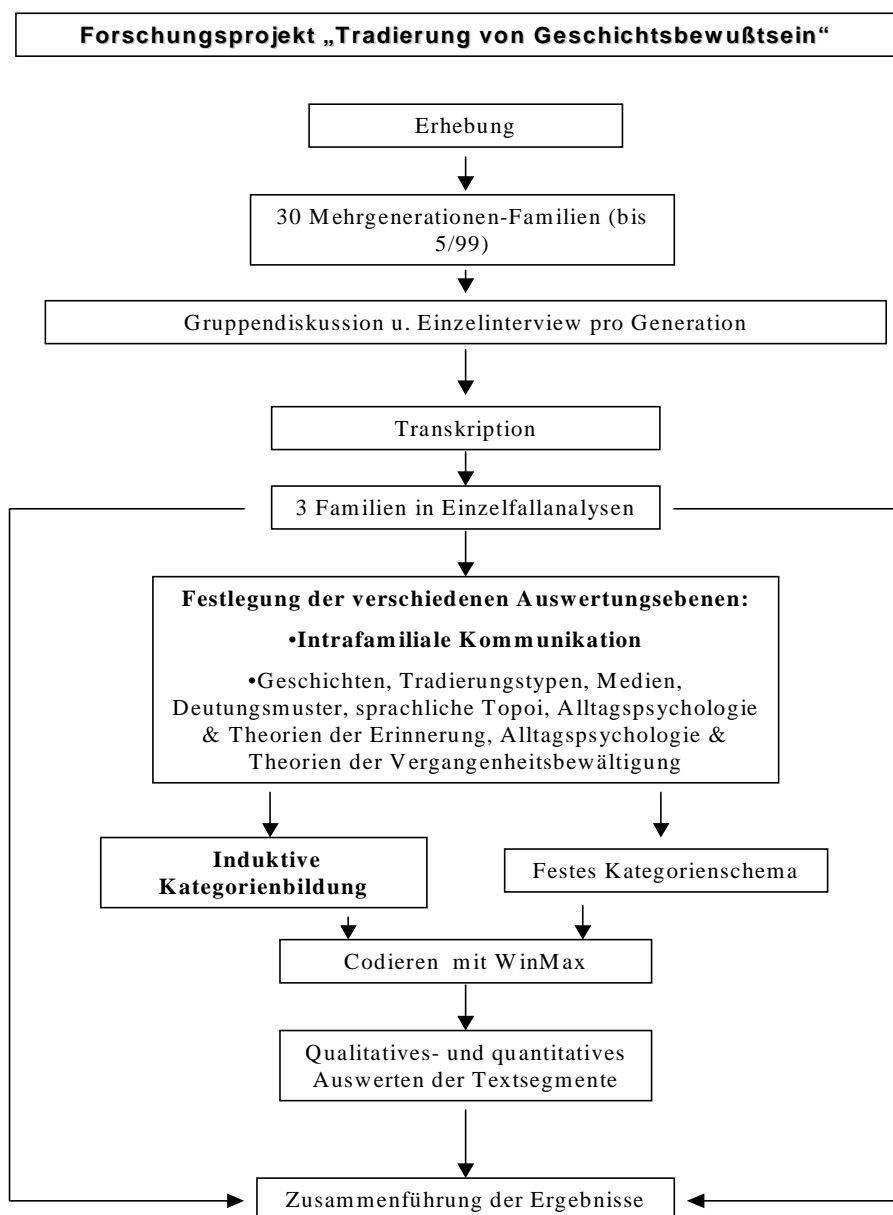 Forschungsprojekt „Tradierung von Geschichtsbewußtsein“
Erhebung
30 Mehrgenerationen-Familien (bis
5/99)
Gruppendiskussion u. Einzelinterview pro Generation
Transkription
3 Familien in Einzelfallanalysen
Festlegung der verschiedenen Auswertungsebenen:
•Intrafamiliale Kommunikation
•Geschichten, Tradierungstypen, Medien,
Deutungsmuster, sprachliche Topoi, Alltagspsychologie
& Theorien der Erinnerung, Alltagspsychologie &
Theorien der Vergangenheitsbewältigung
Induktive
Kategorienbildung
Festes Kategorienschema
Codieren mit WinMax
Qualitatives- und quantitatives
Auswerten der Textsegmente
Zusammenführung der Ergebnisse